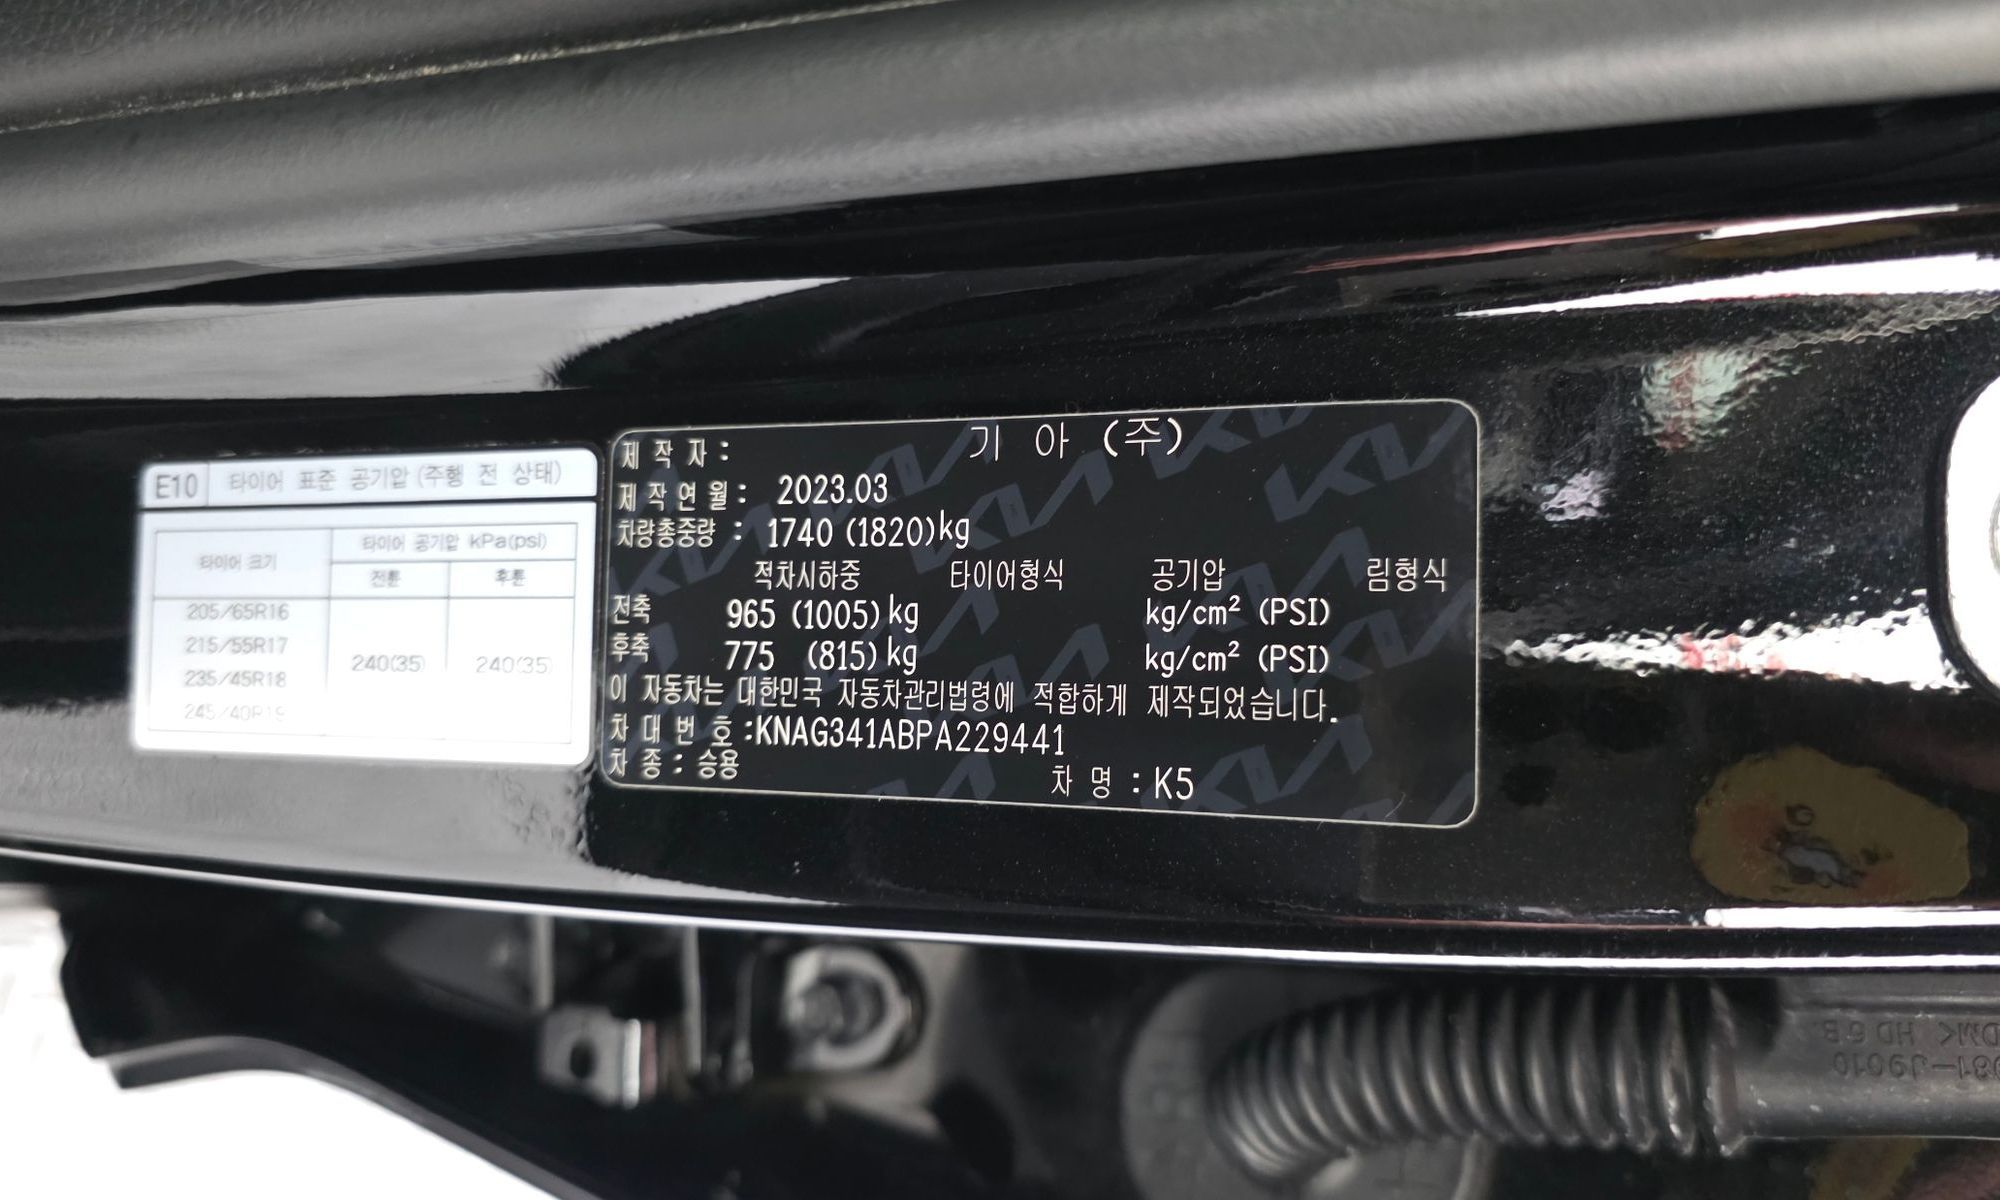 E10 타이어 표준 공기압 (주행 전 상태)
타이어 크기 타이어 공기압 kPa(psi)
전륜 후륜
205/65R16
215/55R17
235/45R18
245/40R19
240(35) 240(35)
제작자 : 기아 (주)
제작연월 : 2023.03
차량총중량 : 1740 (1820)kg
적차시하중 타이어형식 공기압 림형식
전축 965 (1005) kg kg/cm² (PSI)
후축 775 (815) kg kg/cm² (PSI)
이 자동차는 대한민국 자동차관리법령에 적합하게 제작되었습니다.
차대번호 :KNAG341ABPA229441
차종 : 승용 차명 : K5